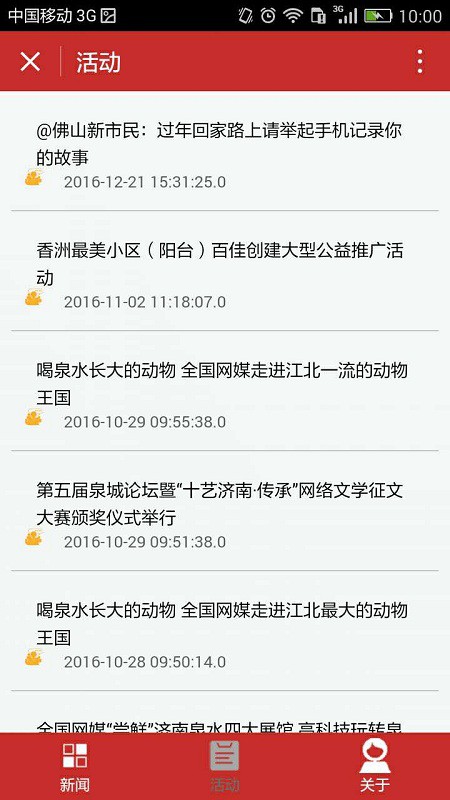 中国移动 3G 3G 10:00
活动
@佛山新市民：过年回家路上请举起手机记录你
的故事
2016-12-21 15:31:25.0
香洲最美小区（阳台）百佳创建大型公益推广活
动
2016-11-02 11:18:07.0
喝泉水长大的动物 全国网媒走进江北一流的动物
王国
2016-10-29 09:55:38.0
第五届泉城论坛暨“十艺济南·传承”网络文学征文
大赛颁奖仪式举行
2016-10-29 09:51:38.0
喝泉水长大的动物 全国网媒走进江北最大的动物
王国
2016-10-28 09:50:14.0
全国网媒“尝鲜”济南泉水四大展馆 高科技玩转泉
新闻 活动 关于